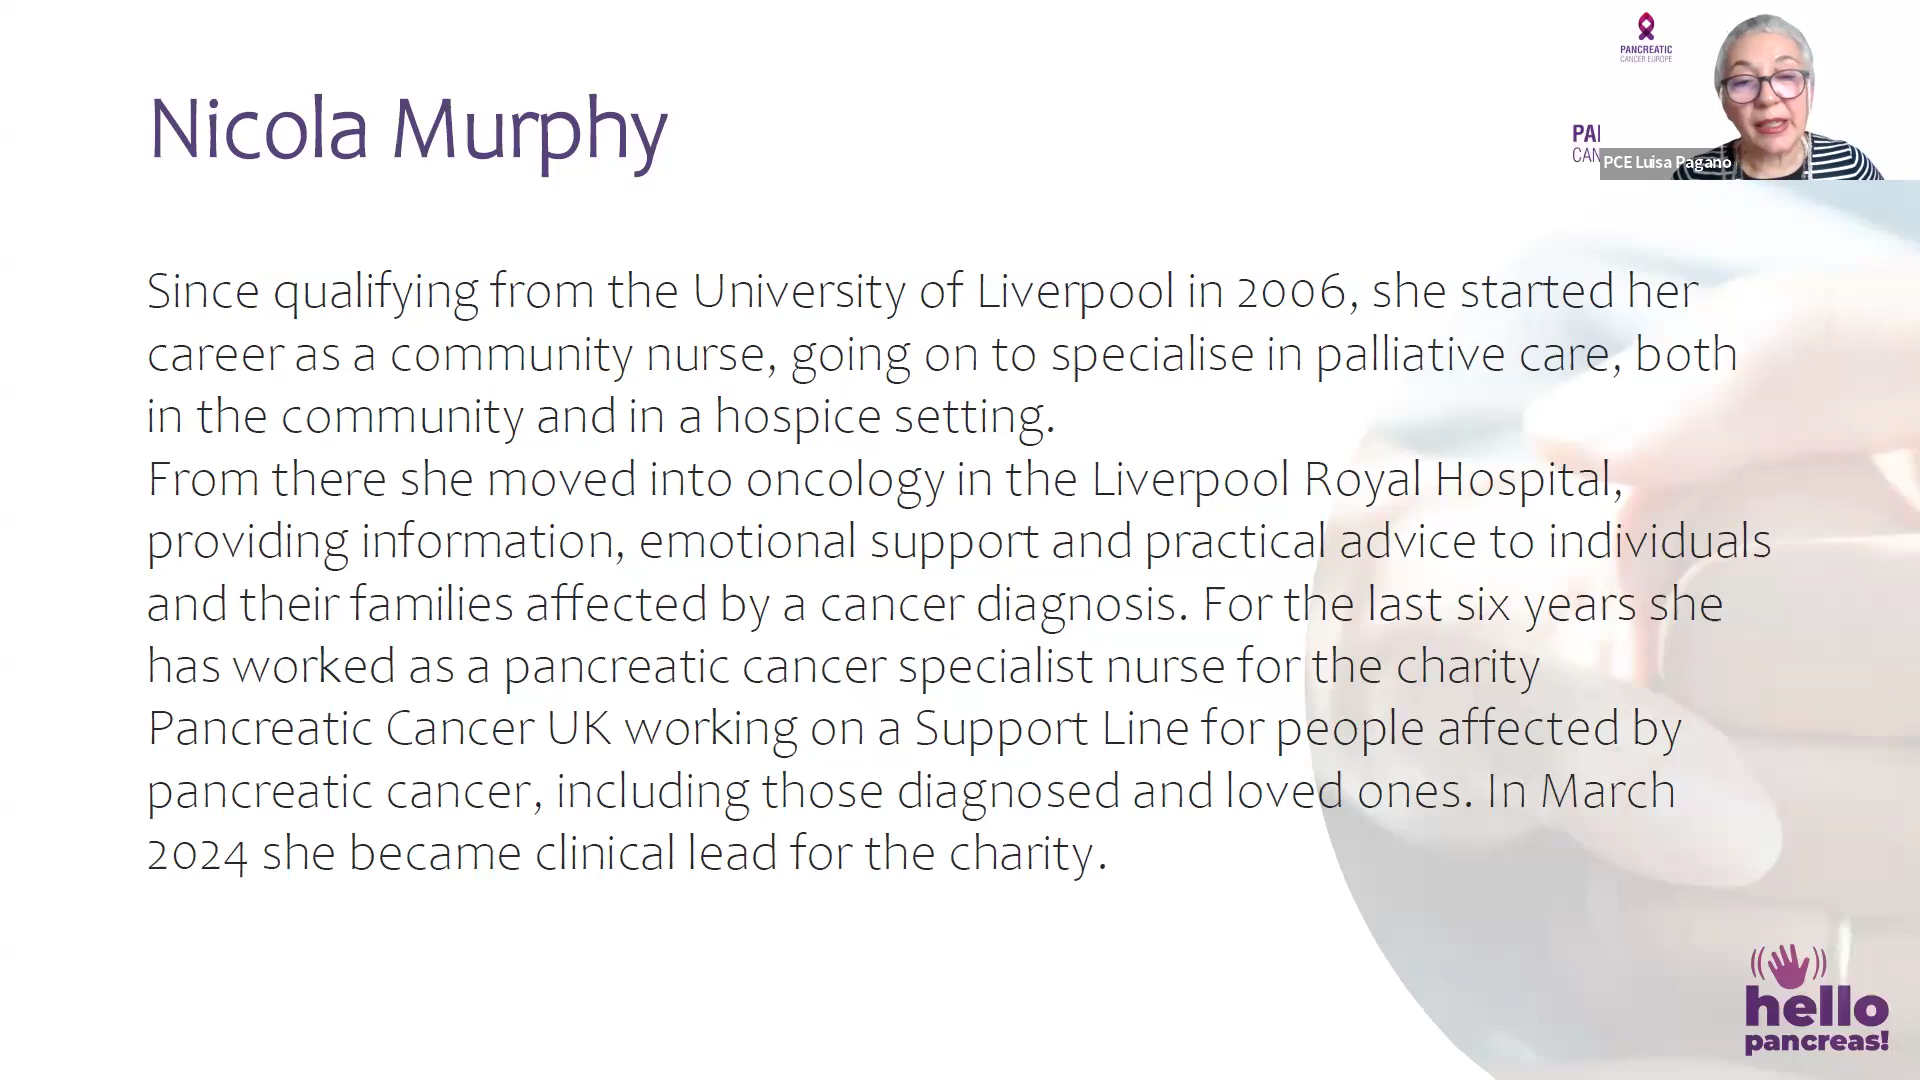 Nicola Murphy
PANCREATIC
CANCER EUROPE
PCE Luisa Pagano
Since qualifying from the University of Liverpool in 2006, she started her
career as a community nurse, going on to specialise in palliative care, both
in the community and in a hospice setting.
From there she moved into oncology in the Liverpool Royal Hospital,
providing information, emotional support and practical advice to individuals
and their families affected by a cancer diagnosis. For the last six years she
has worked as a pancreatic cancer specialist nurse for the charity
Pancreatic Cancer UK working on a Support Line for people affected by
pancreatic cancer, including those diagnosed and loved ones. In March
2024 she became clinical lead for the charity.
hello
pancreas!